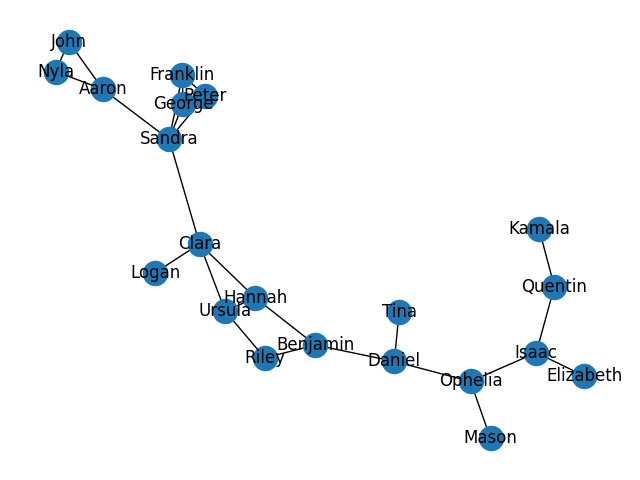 John
Nyla
Aaron
Franklin
Peter
George
Sandra
Kamala
Clara
Logan
Quentin
Hannah
Ursula
Tina
Benjamin
Riley
Daniel
Isaac
Ophelia
Elizabeth
Mason